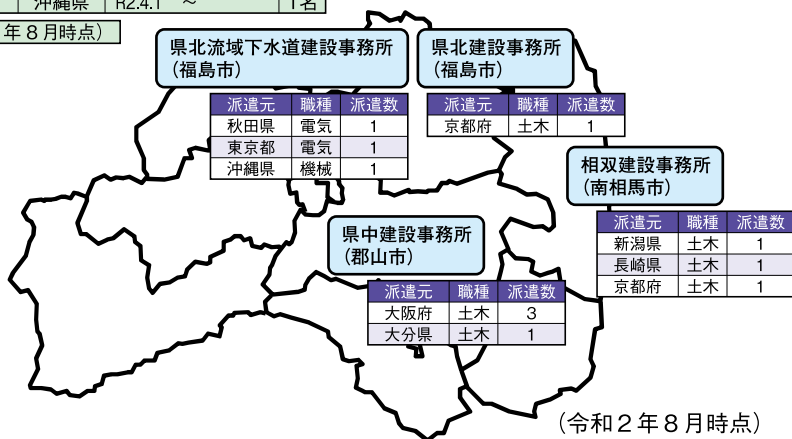 沖縄県 R2.4.1 ～ 1名
年8月時点）
県北流域下水道建設事務所
（福島市）
派遣元 職種 派遣数
秋田県 電気 1
東京都 電気 1
沖縄県 機械 1
県北建設事務所
（福島市）
派遣元 職種 派遣数
京都府 土木 1
相双建設事務所
（南相馬市）
派遣元 職種 派遣数
新潟県 土木 1
長崎県 土木 1
京都府 土木 1
県中建設事務所
（郡山市）
派遣元 職種 派遣数
大阪府 土木 3
大分県 土木 1
（令和２年８月時点）